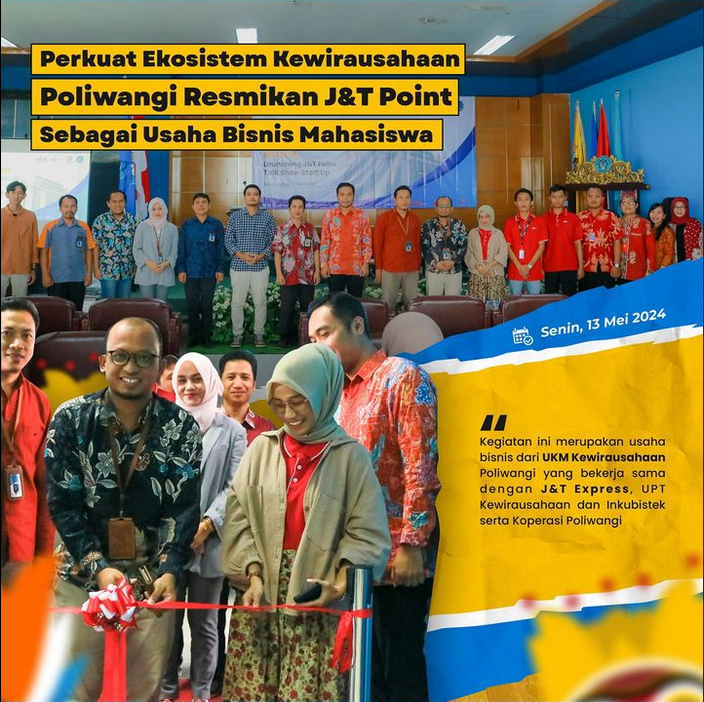 Perkuat Ekosistem Kewirausahaan
Poliwangi Resmikan J&T Point
Sebagai Usaha Bisnis Mahasiswa
Launching J&T Point
Talk Show Start Up
Senin, 13 Mei 2024
Kegiatan ini merupakan usaha
bisnis dari UKM Kewirausahaan
Poliwangi yang bekerja sama
dengan J&T Express, UPT
Kewirausahaan dan Inkubistek
serta Koperasi Poliwangi